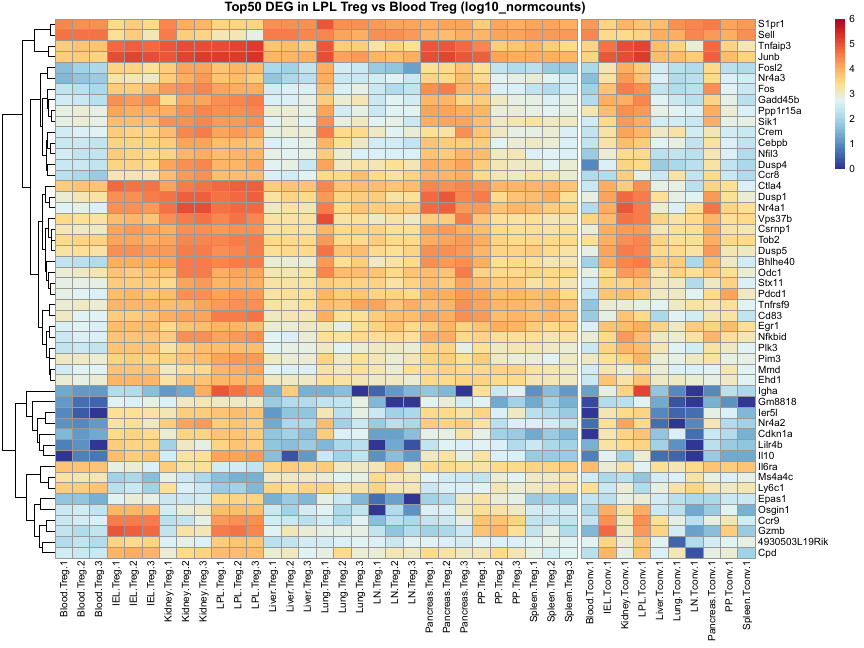 Top50 DEG in LPL Treg vs Blood Treg (log10_normcounts)
S1pr1
Sell
Tnfaip3
Junb
Fosl2
Nr4a3
Fos
Gadd45b
Ppp1r15a
Sik1
Crem
Cebpb
Nfil3
Dusp4
Ccr8
Ctla4
Dusp1
Nr4a1
Vps37b
Csrnp1
Tob2
Dusp5
Bhlhe40
Odc1
Stx11
Pdcd1
Tnfrsf9
Cd83
Egr1
Nfkbid
Plk3
Pim3
Mmd
Ehd1
Igha
Gm8818
Ier5l
Nr4a2
Cdkn1a
Lilr4b
Il10
Il6ra
Ms4a4c
Ly6c1
Epas1
Osgin1
Ccr9
Gzmb
4930503L19Rik
Cpd
6
5
4
3
2
1
0
Blood.Treg.1
Blood.Treg.2
Blood.Treg.3
IEL.Treg.1
IEL.Treg.2
IEL.Treg.3
Kidney.Treg.1
Kidney.Treg.2
Kidney.Treg.3
LPL.Treg.1
LPL.Treg.2
LPL.Treg.3
Liver.Treg.1
Liver.Treg.2
Liver.Treg.3
Lung.Treg.1
Lung.Treg.2
Lung.Treg.3
LN.Treg.1
LN.Treg.2
LN.Treg.3
Pancreas.Treg.1
Pancreas.Treg.2
Pancreas.Treg.3
PP.Treg.1
PP.Treg.2
PP.Treg.3
Spleen.Treg.1
Spleen.Treg.2
Spleen.Treg.3
Blood.Tconv.1
IEL.Tconv.1
Kidney.Tconv.1
LPL.Tconv.1
Liver.Tconv.1
Lung.Tconv.1
LN.Tconv.1
Pancreas.Tconv.1
PP.Tconv.1
Spleen.Tconv.1